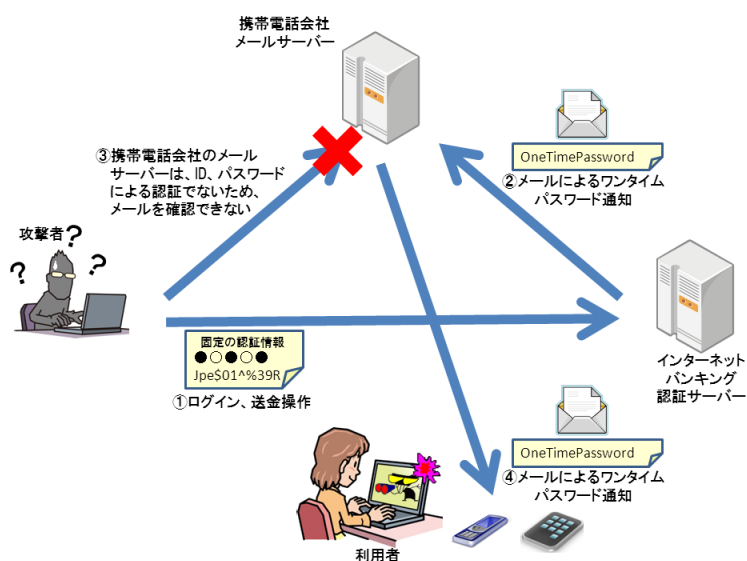 携帯電話会社
メールサーバー
③携帯電話会社のメール
サーバーは、ID、パスワード
による認証でないため、
メールを確認できない
OneTimePassword
②メールによるワンタイム
パスワード通知
攻撃者?
?
?
固定の認証情報
●○●○●
Jpe$01^%39R
①ログイン、送金操作
インターネット
バンキング
認証サーバー
OneTimePassword
④メールによるワンタイム
パスワード通知
利用者